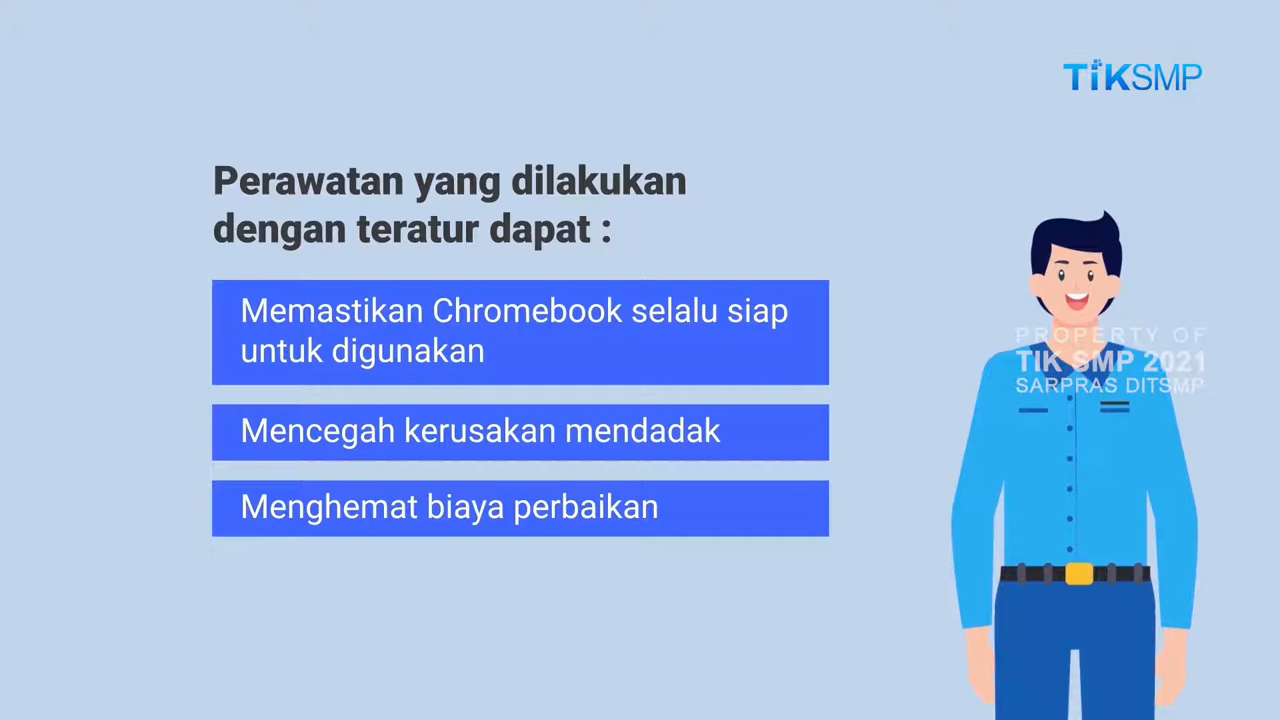 TiKSMP
Perawatan yang dilakukan
dengan teratur dapat :
Memastikan Chromebook selalu siap
untuk digunakan
Mencegah kerusakan mendadak
Menghemat biaya perbaikan
PROPERTY OF
TIK SMP 2021
SARPRAS DITSMP